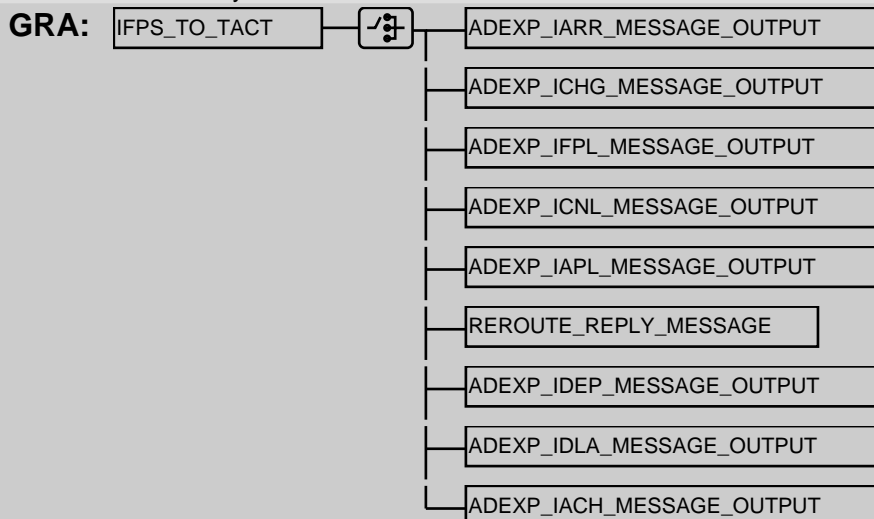 GRA: IFPS_TO_TACT ADEXP_IARR_MESSAGE_OUTPUT
ADEXP_ICHG_MESSAGE_OUTPUT
ADEXP_IFPL_MESSAGE_OUTPUT
ADEXP_ICNL_MESSAGE_OUTPUT
ADEXP_IAPL_MESSAGE_OUTPUT
REROUTE_REPLY_MESSAGE
ADEXP_IDEP_MESSAGE_OUTPUT
ADEXP_IDLA_MESSAGE_OUTPUT
ADEXP_IACH_MESSAGE_OUTPUT